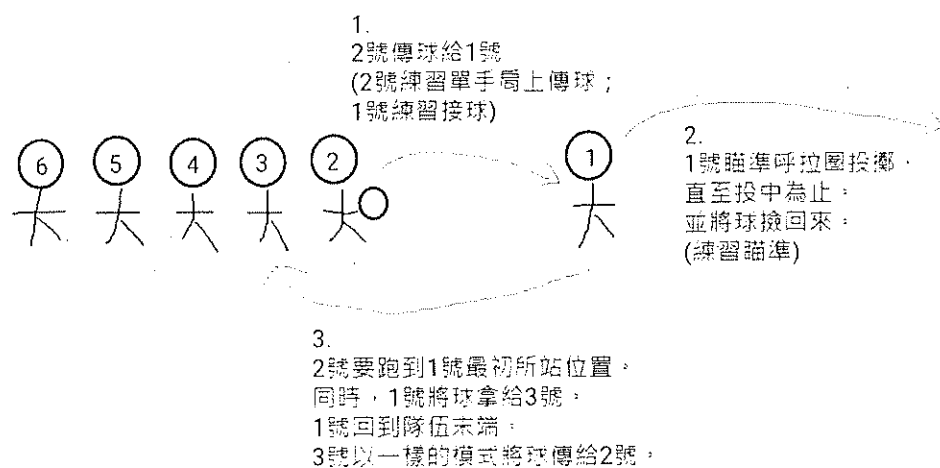 1.
2號傳球給1號
(2號練習單手肩上傳球；
1號練習接球)
6 5 4 3 2 1
2.
1號瞄準呼拉圈投擲，
直至投中為止，
並將球撿回來。
(練習瞄準)
3.
2號要跑到1號最初所站位置。
同時，1號將球拿給3號。
1號回到隊伍末端。
3號以一樣的模式將球傳給2號。